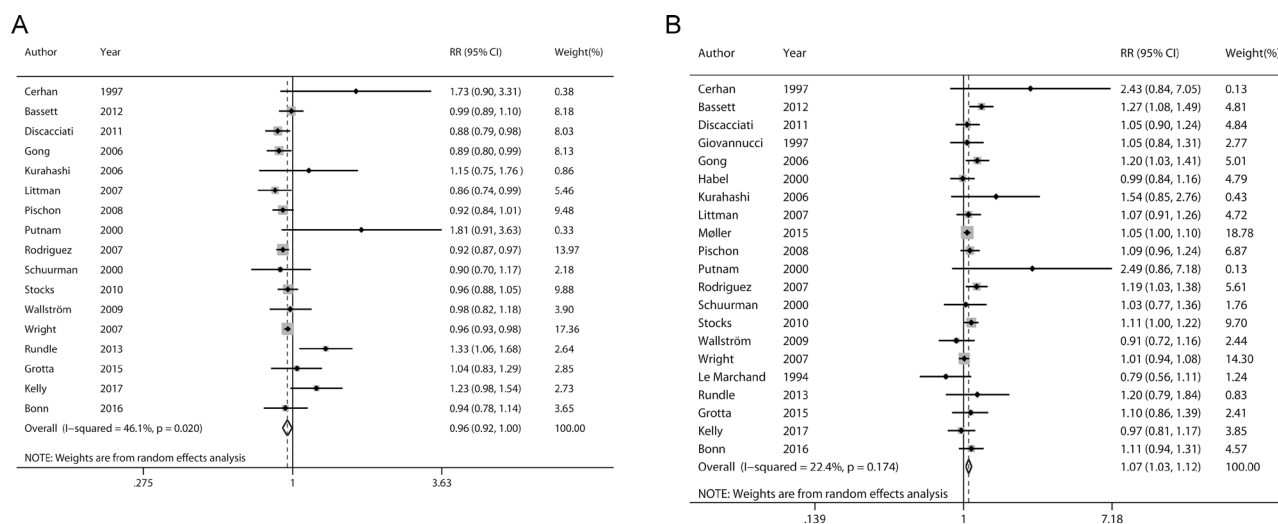 A
Author Year RR (95% CI) Weight(%)
Cerhan 1997 1.73 (0.90, 3.31) 0.38
Bassett 2012 0.99 (0.89, 1.10) 8.18
Discacciati 2011 0.88 (0.79, 0.98) 8.03
Gong 2006 0.89 (0.80, 0.99) 8.13
Kurahashi 2006 1.15 (0.75, 1.76 ) 0.86
Littman 2007 0.86 (0.74, 0.99) 5.46
Pischon 2008 0.92 (0.84, 1.01) 9.48
Putnam 2000 1.81 (0.91, 3.63) 0.33
Rodriguez 2007 0.92 (0.87, 0.97) 13.97
Schuurman 2000 0.90 (0.70, 1.17) 2.18
Stocks 2010 0.96 (0.88, 1.05) 9.88
Wallström 2009 0.98 (0.82, 1.18) 3.90
Wright 2007 0.96 (0.93, 0.98) 17.36
Rundle 2013 1.33 (1.06, 1.68) 2.64
Grotta 2015 1.04 (0.83, 1.29) 2.85
Kelly 2017 1.23 (0.98, 1.54) 2.73
Bonn 2016 0.94 (0.78, 1.14) 3.65
Overall (I−squared = 46.1%, p = 0.020) 0.96 (0.92, 1.00) 100.00
NOTE: Weights are from random effects analysis
.275 1 3.63
B
Author Year RR (95% CI) Weight(%)
Cerhan 1997 2.43 (0.84, 7.05) 0.13
Bassett 2012 1.27 (1.08, 1.49) 4.81
Discacciati 2011 1.05 (0.90, 1.24) 4.84
Giovannucci 1997 1.05 (0.84, 1.31) 2.77
Gong 2006 1.20 (1.03, 1.41) 5.01
Habel 2000 0.99 (0.84, 1.16) 4.79
Kurahashi 2006 1.54 (0.85, 2.76) 0.43
Littman 2007 1.07 (0.91, 1.26) 4.72
Møller 2015 1.05 (1.00, 1.10) 18.78
Pischon 2008 1.09 (0.96, 1.24) 6.87
Putnam 2000 2.49 (0.86, 7.18) 0.13
Rodriguez 2007 1.19 (1.03, 1.38) 5.61
Schuurman 2000 1.03 (0.77, 1.36) 1.76
Stocks 2010 1.11 (1.00, 1.22) 9.70
Wallström 2009 0.91 (0.72, 1.16) 2.44
Wright 2007 1.01 (0.94, 1.08) 14.30
Le Marchand 1994 0.79 (0.56, 1.11) 1.24
Rundle 2013 1.20 (0.79, 1.84) 0.83
Grotta 2015 1.10 (0.86, 1.39) 2.41
Kelly 2017 0.97 (0.81, 1.17) 3.85
Bonn 2016 1.11 (0.94, 1.31) 4.57
Overall (I−squared = 22.4%, p = 0.174) 1.07 (1.03, 1.12) 100.00
NOTE: Weights are from random effects analysis
.139 1 7.18